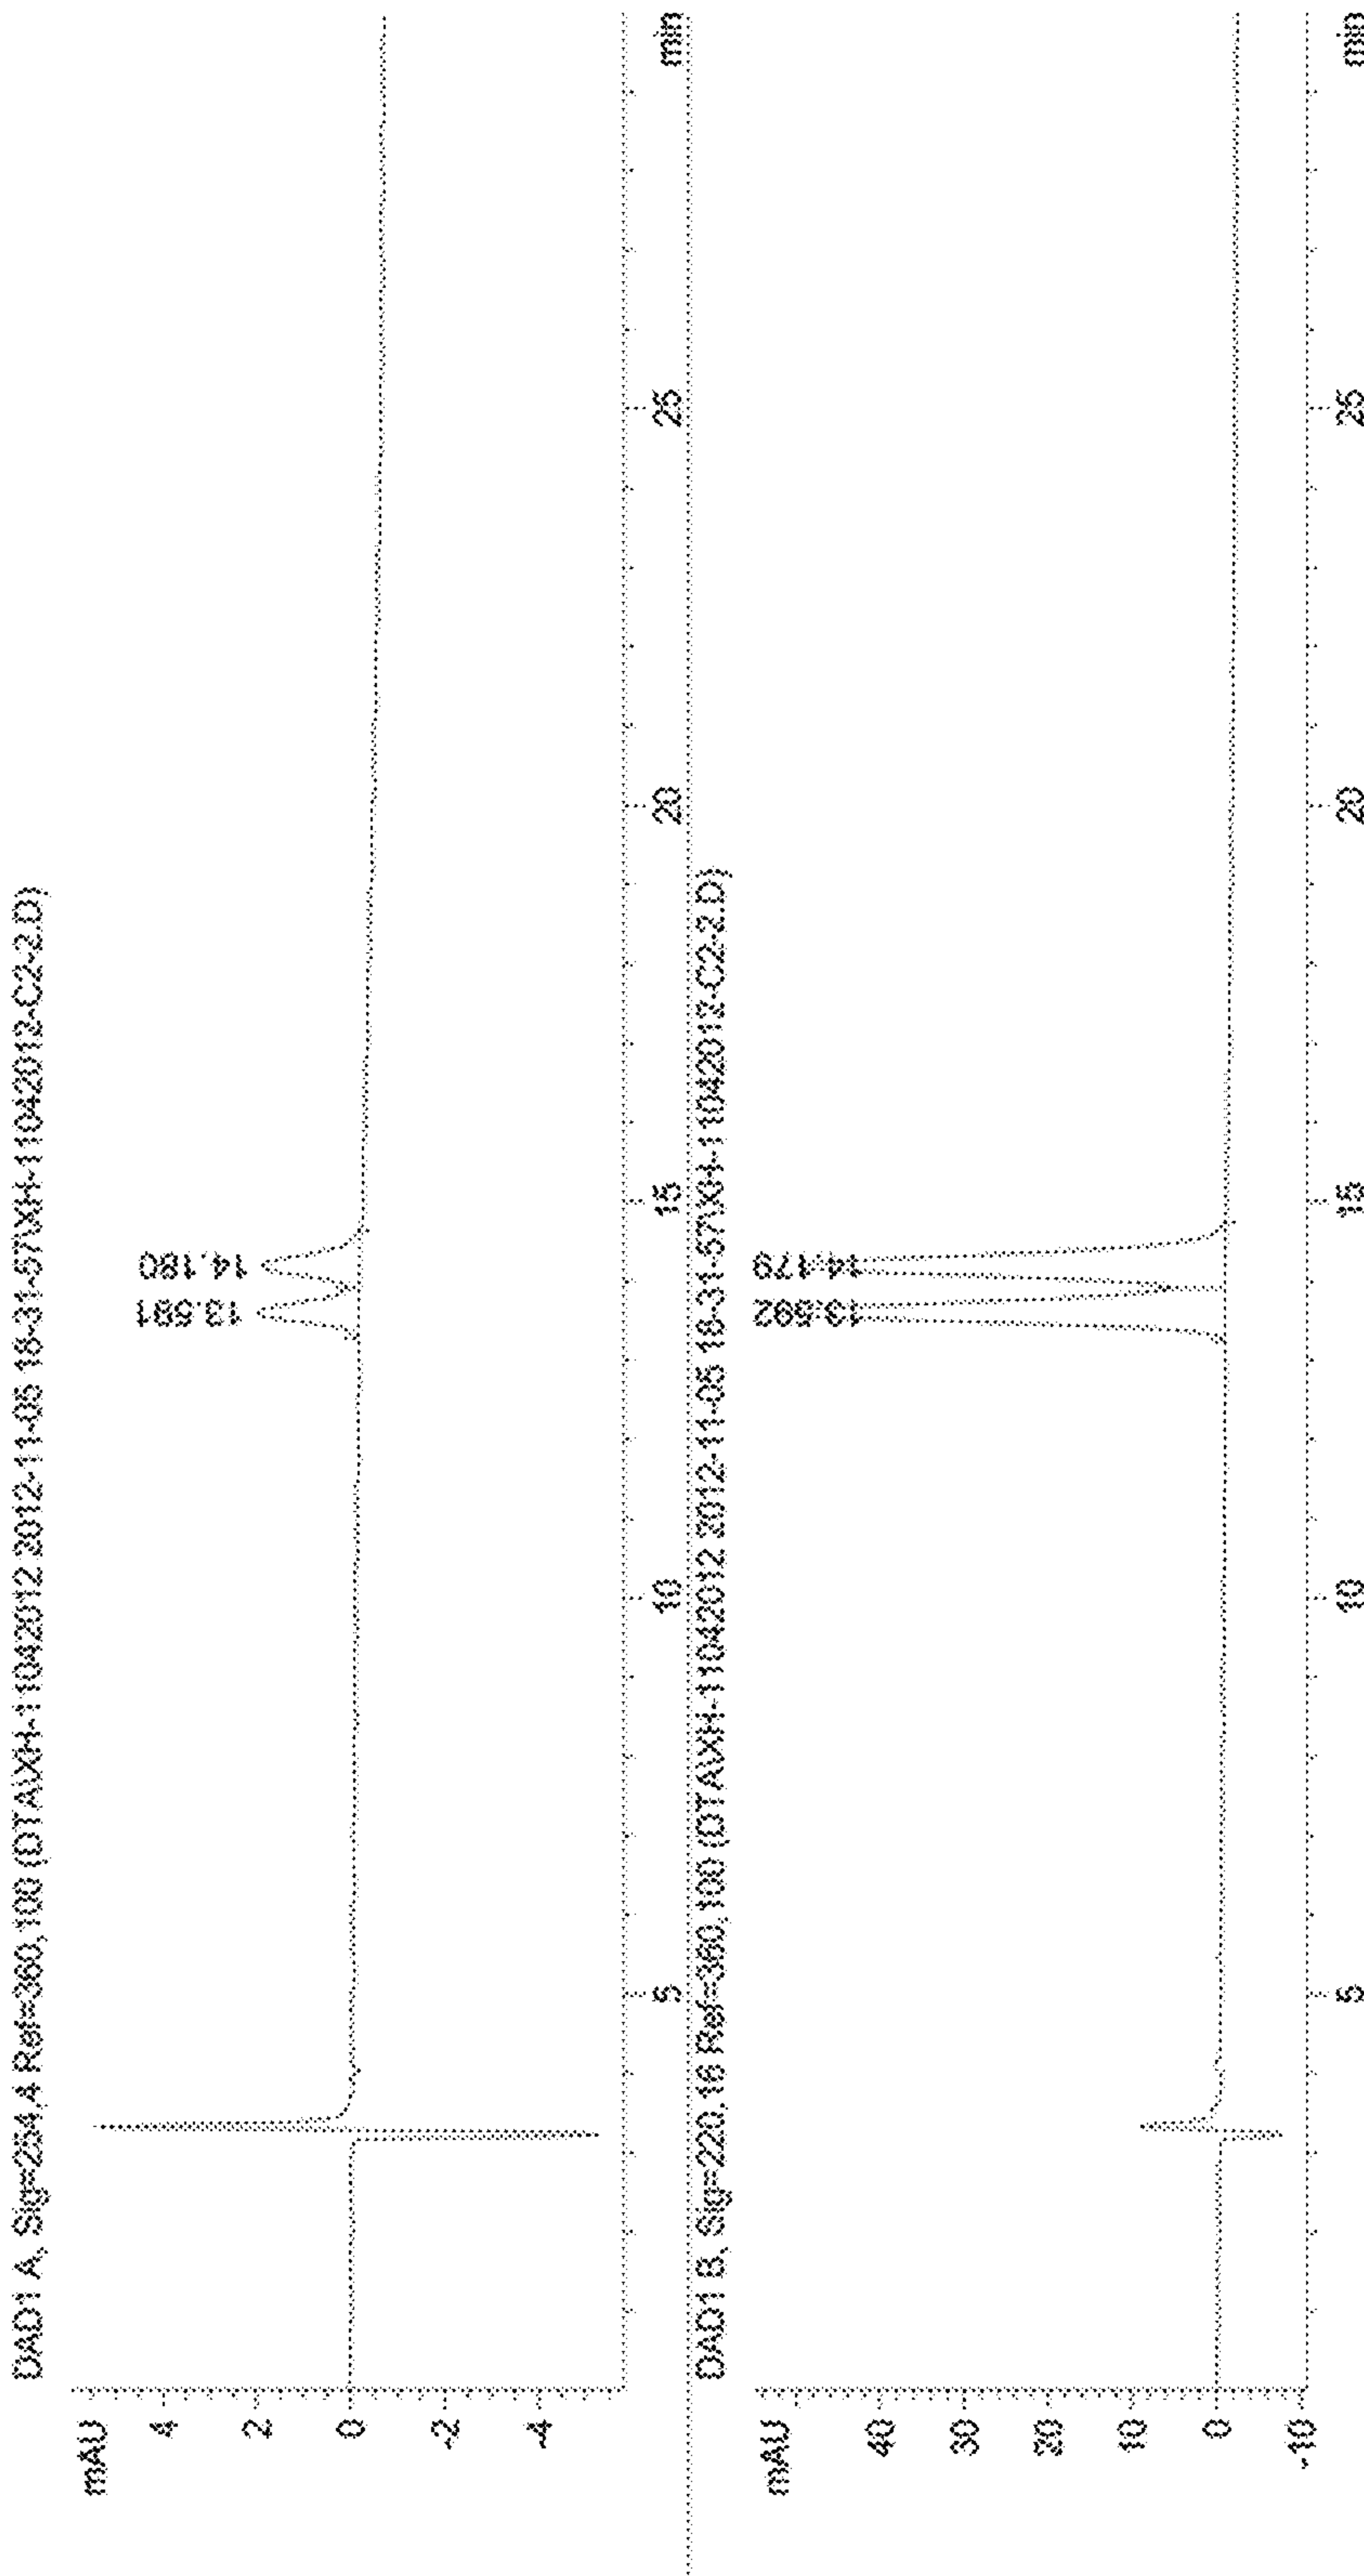 DAD1 A, Sig=254,4 Ref=360,100 (DTA\XH-11042012 2012-11-05 16-31-57\XH-11042012-C2-2.D)
mAU
4
2
0
-2
-4
13.591
14.180
5 10 15 20 25 min
DAD1 B, Sig=220,16 Ref=360,100 (DTA\XH-11042012 2012-11-05 16-31-57\XH-11042012-C2-2.D)
mAU
40
30
20
10
0
-10
13.592
14.179
5 10 15 20 25 min